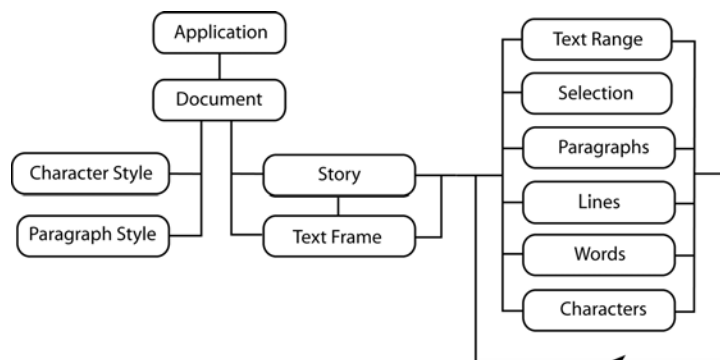 Application
Document
Character Style
Paragraph Style
Story
Text Frame
Text Range
Selection
Paragraphs
Lines
Words
Characters